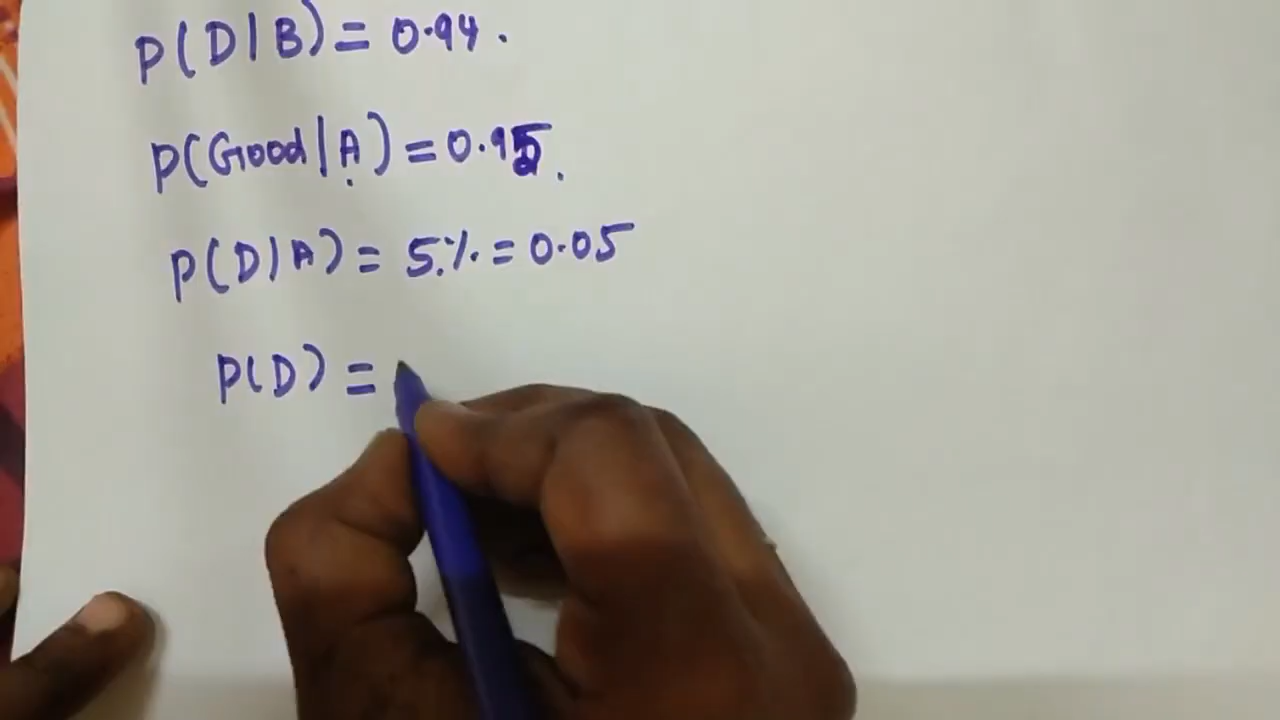 P(D|B) = 0.94.
P(Good|A) = 0.95.
P(D|A) = 5% = 0.05
P(D) =